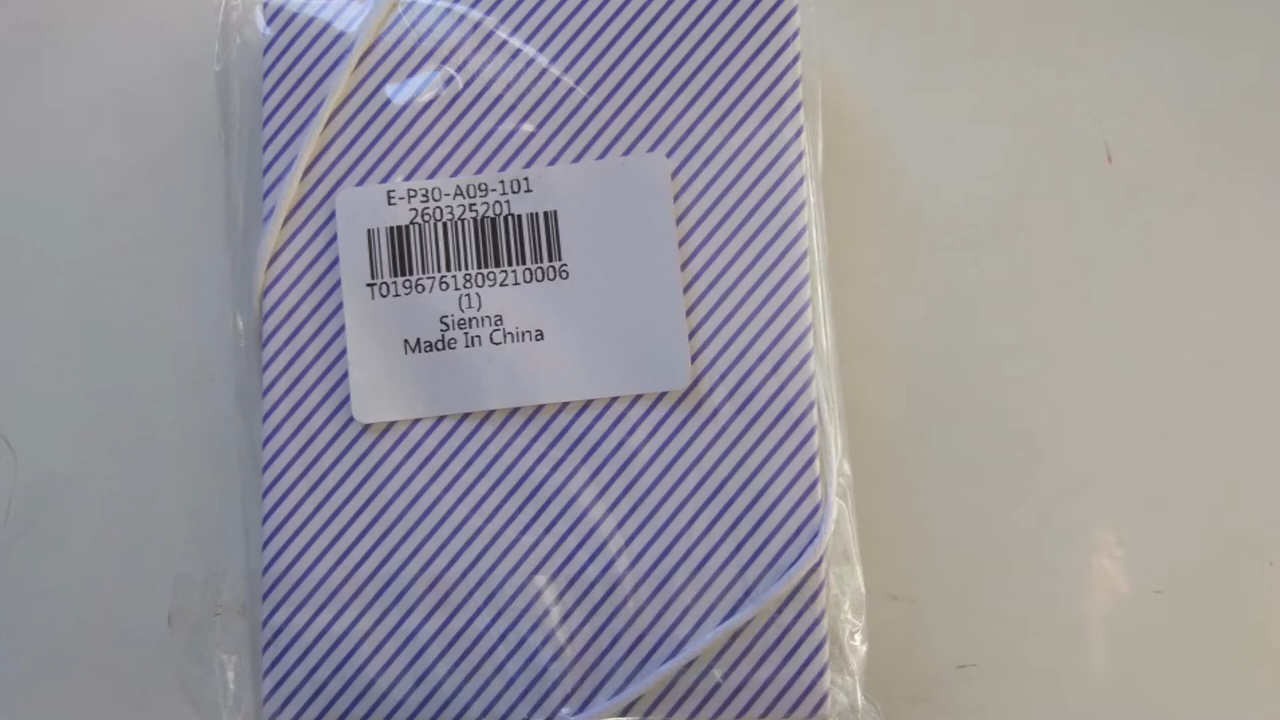 E-P30-A09-101
260325201
T0196761809210006
(1)
Sienna
Made In China